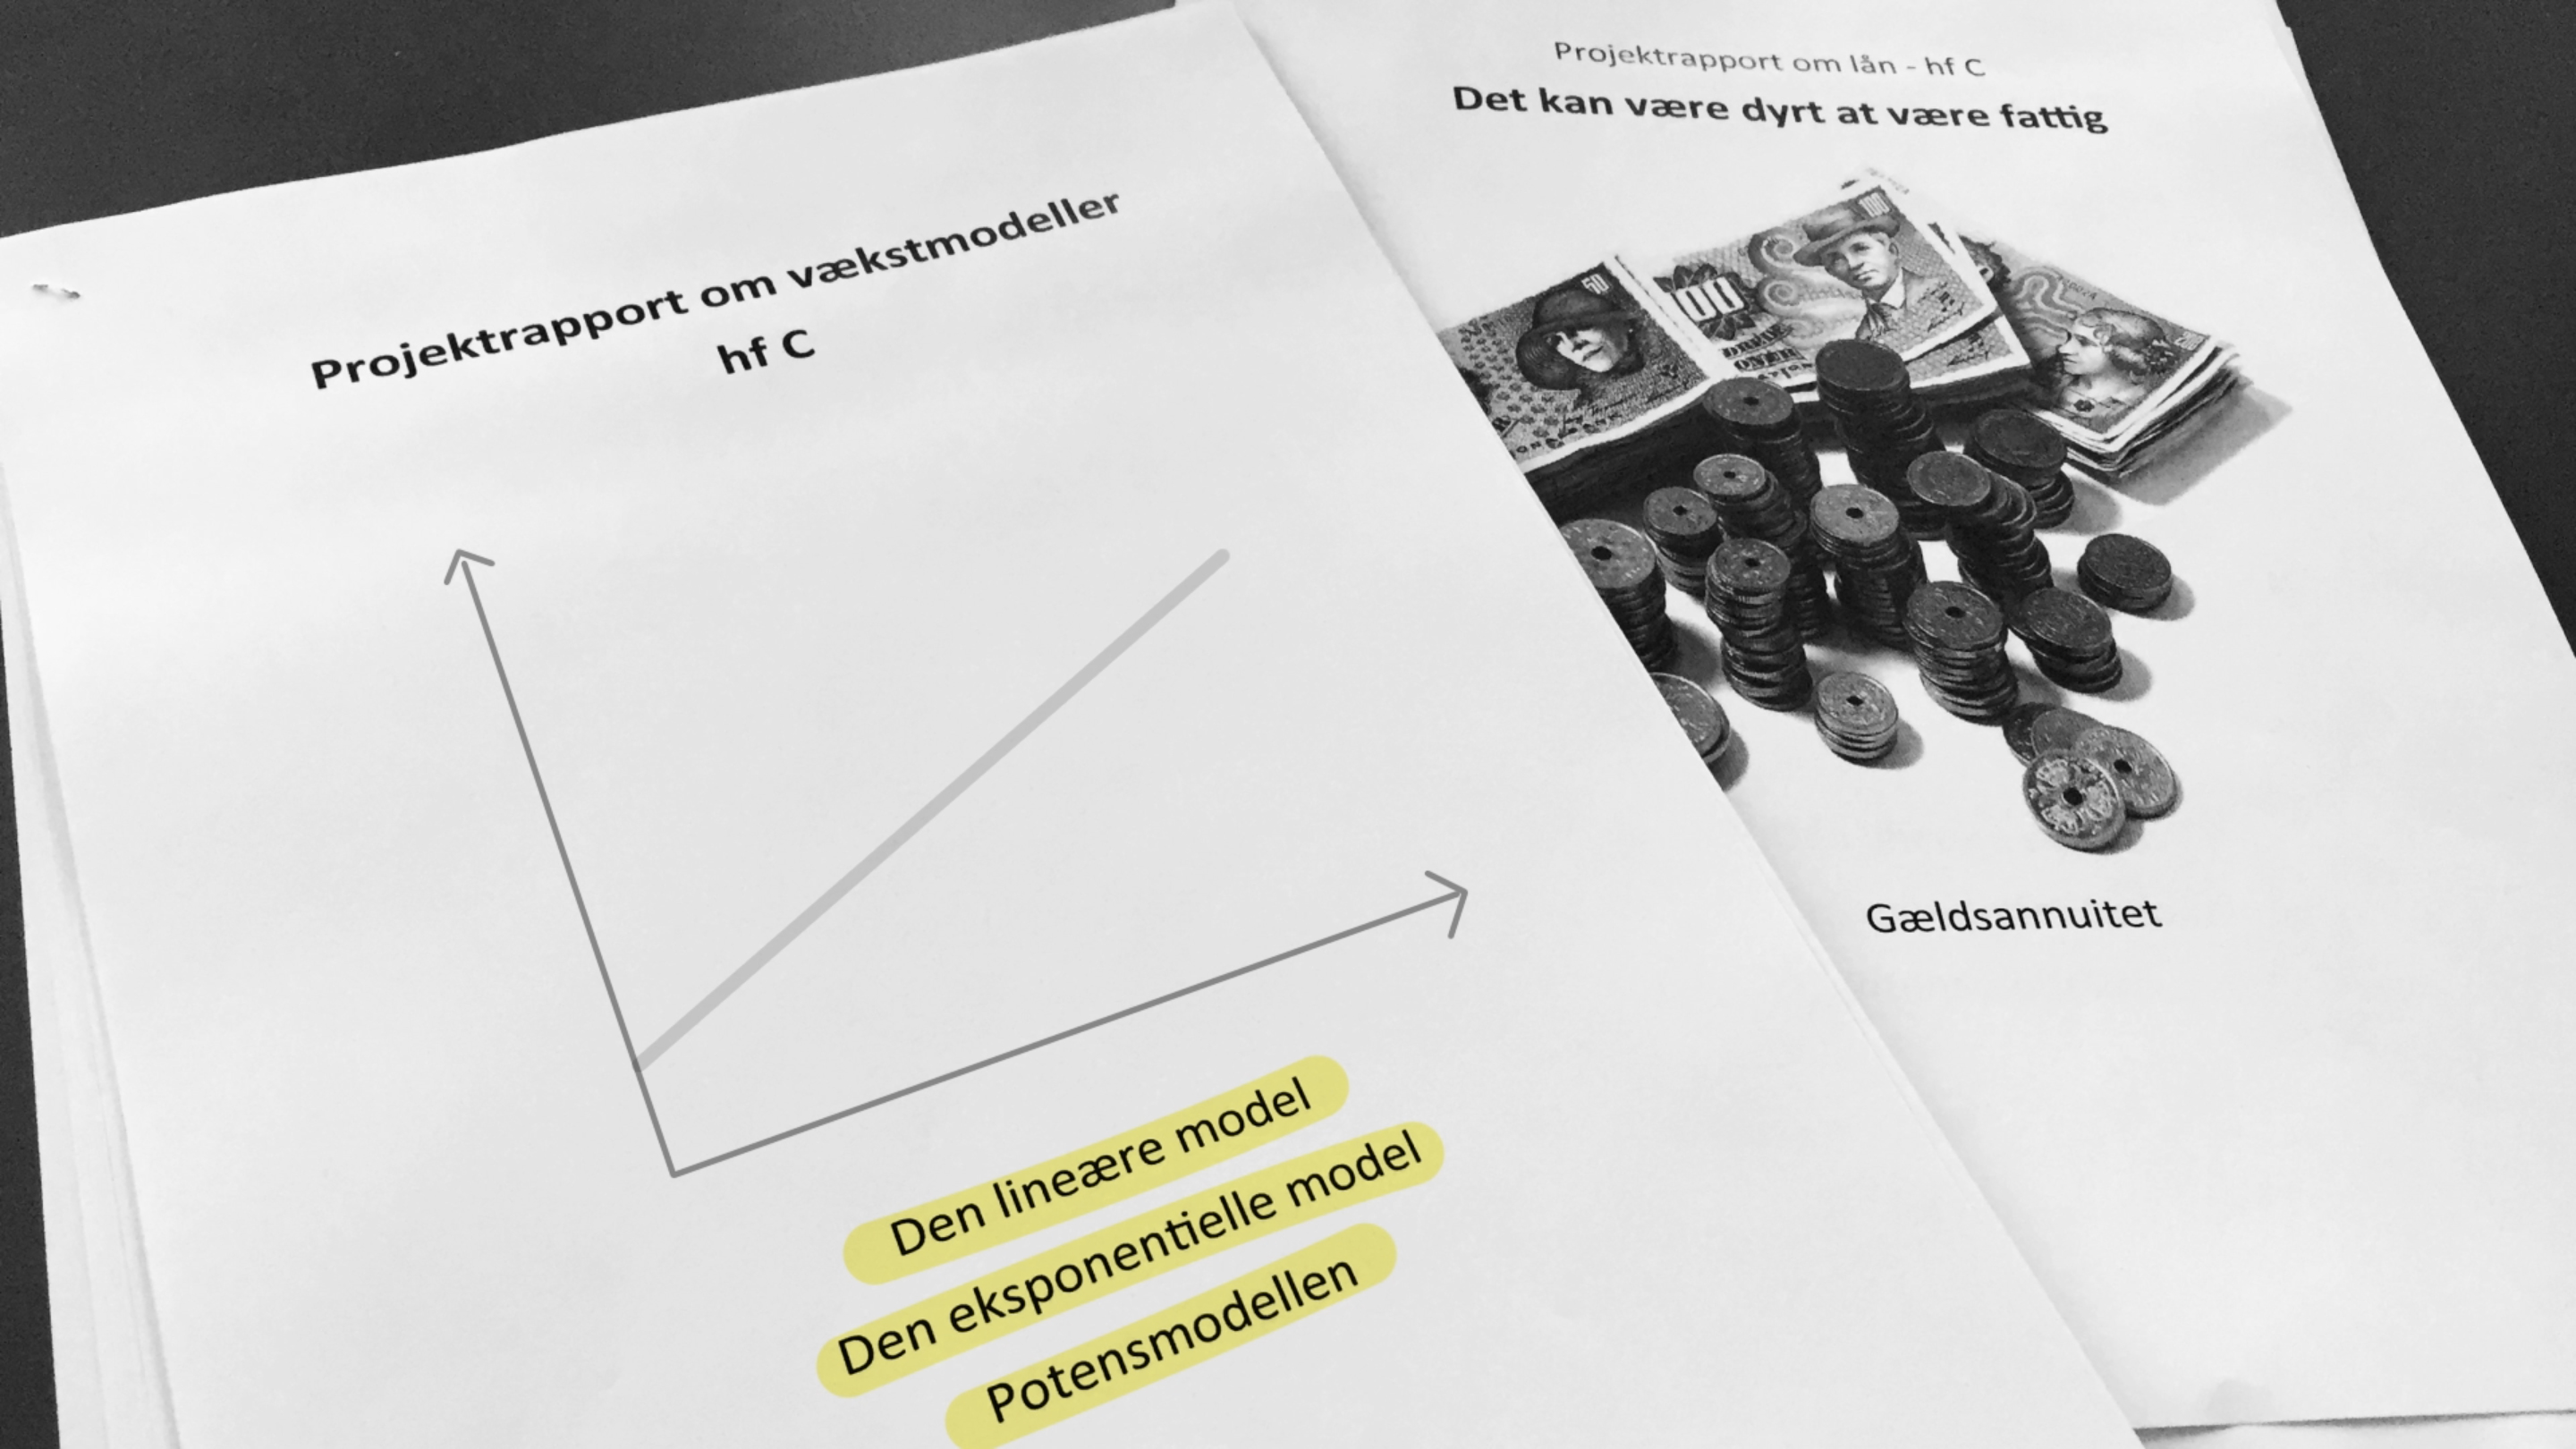 Projektrapport om vækstmodeller
hf C
Den lineære model
Den eksponentielle model
Potensmodellen
Projektrapport om lån - hf C
Det kan være dyrt at være fattig
50
100
100
Gældsannuitet